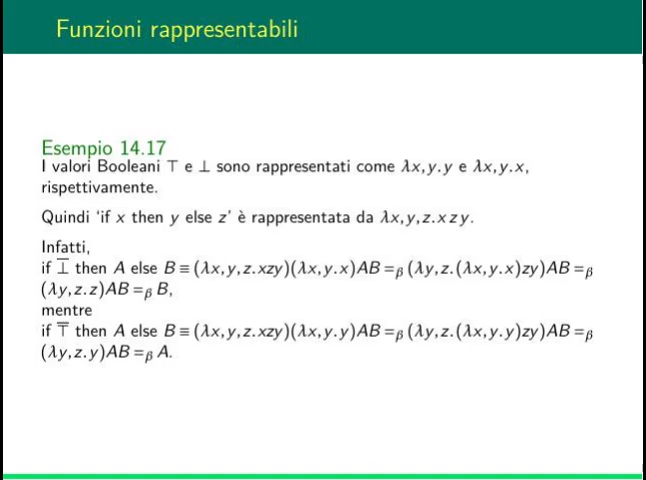 Funzioni rappresentabili
Esempio 14.17
I valori Booleani ⊤ e ⊥ sono rappresentati come λx,y.y e λx,y.x,
rispettivamente.
Quindi ‘if x then y else z’ è rappresentata da λx,y,z.xzy.
Infatti,
if ⊥̅ then A else B ≡ (λx,y,z.xzy)(λx,y.x)AB =β (λy,z.(λx,y.x)zy)AB =β
(λy,z.z)AB =β B,
mentre
if ⊤̅ then A else B ≡ (λx,y,z.xzy)(λx,y.y)AB =β (λy,z.(λx,y.y)zy)AB =β
(λy,z.y)AB =β A.